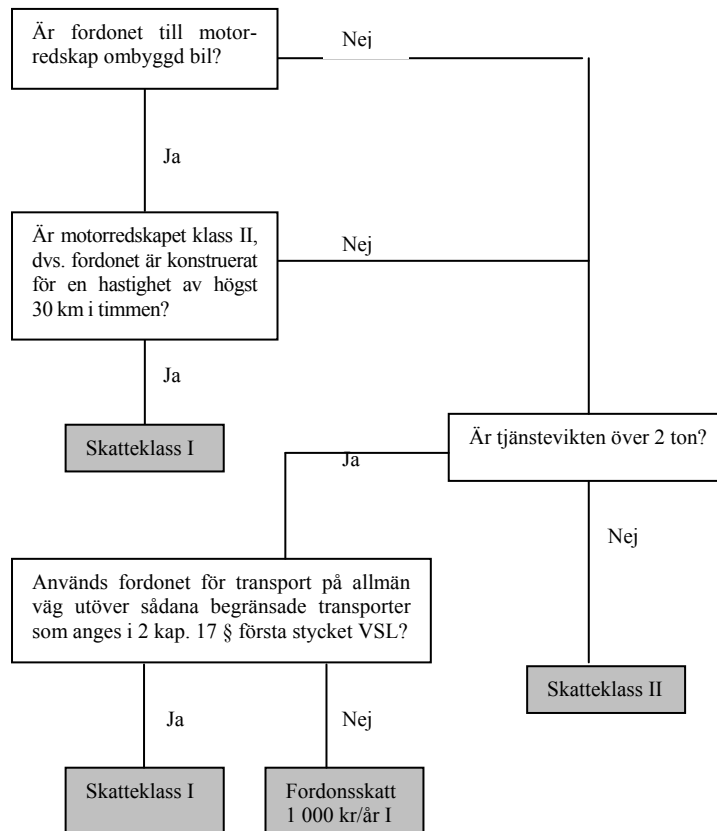 Är fordonet till motor-
redskap ombyggd bil?
Nej
Ja
Är motorredskapet klass II,
dvs. fordonet är konstruerat
för en hastighet av högst
30 km i timmen?
Nej
Ja
Skatteklass I
Är tjänstevikten över 2 ton?
Ja
Nej
Används fordonet för transport på allmän
väg utöver sådana begränsade transporter
som anges i 2 kap. 17 § första stycket VSL?
Skatteklass II
Ja
Nej
Skatteklass I
Fordonsskatt
1 000 kr/år I